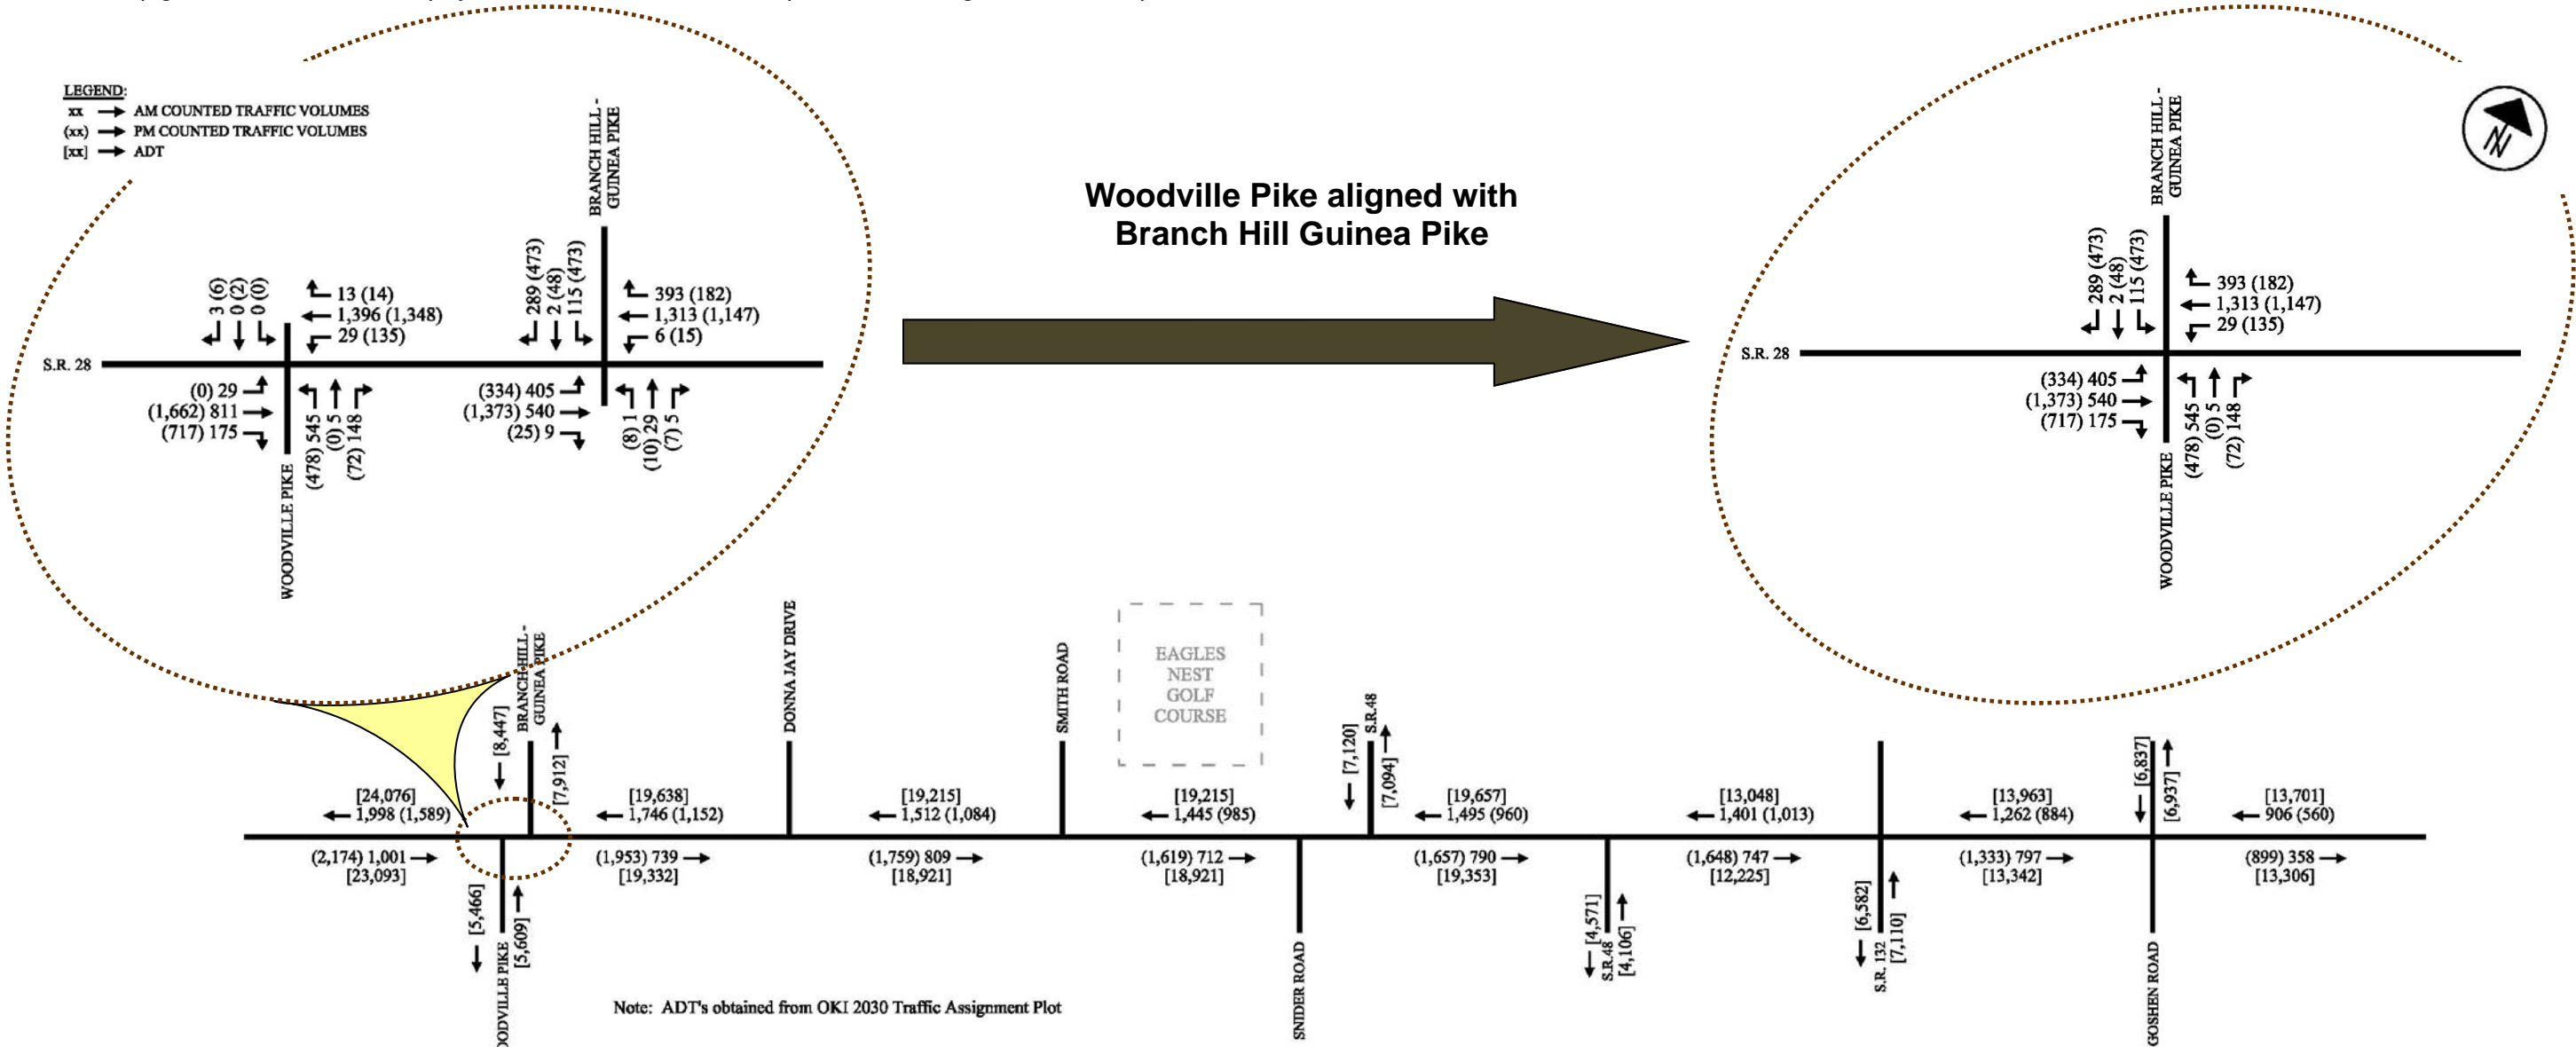 LEGEND:
xx → AM COUNTED TRAFFIC VOLUMES
(xx) → PM COUNTED TRAFFIC VOLUMES
[xx] → ADT
BRANCH HILL -
GUINEA PIKE
3 (6)
0 (2)
0 (0)
13 (14)
1,396 (1,348)
29 (135)
289 (473)
2 (48)
115 (473)
393 (182)
1,313 (1,147)
6 (15)
S.R. 28
(0) 29
(1,662) 811
(717) 175
(478) 545
(0) 5
(72) 148
(334) 405
(1,373) 540
(25) 9
(8) 1
(10) 29
(7) 5
WOODVILLE PIKE
Woodville Pike aligned with
Branch Hill Guinea Pike
BRANCH HILL -
GUINEA PIKE
N
289 (473)
2 (48)
115 (473)
393 (182)
1,313 (1,147)
29 (135)
S.R. 28
(334) 405
(1,373) 540
(717) 175
(478) 545
(0) 5
(72) 148
WOODVILLE PIKE
[8,447]
BRANCH HILL -
GUINEA PIKE
[7,912]
DONNA JAY DRIVE
SMITH ROAD
EAGLES
NEST
GOLF
COURSE
[7,120]
S.R.48
[7,094]
[6,837]
[6,937]
[24,076]
1,998 (1,589)
[19,638]
1,746 (1,152)
[19,215]
1,512 (1,084)
[19,215]
1,445 (985)
[19,657]
1,495 (960)
[13,048]
1,401 (1,013)
[13,963]
1,262 (884)
[13,701]
906 (560)
(2,174) 1,001
[23,093]
(1,953) 739
[19,332]
(1,759) 809
[18,921]
(1,619) 712
[18,921]
(1,657) 790
[19,353]
(1,648) 747
[12,225]
(1,333) 797
[13,342]
(899) 358
[13,306]
[5,466]
OODVILLE PIKE
[5,609]
SNIDER ROAD
[4,571]
S.R.48
[4,106]
[6,582]
S.R. 132
[7,110]
GOSHEN ROAD
Note: ADT's obtained from OKI 2030 Traffic Assignment Plot